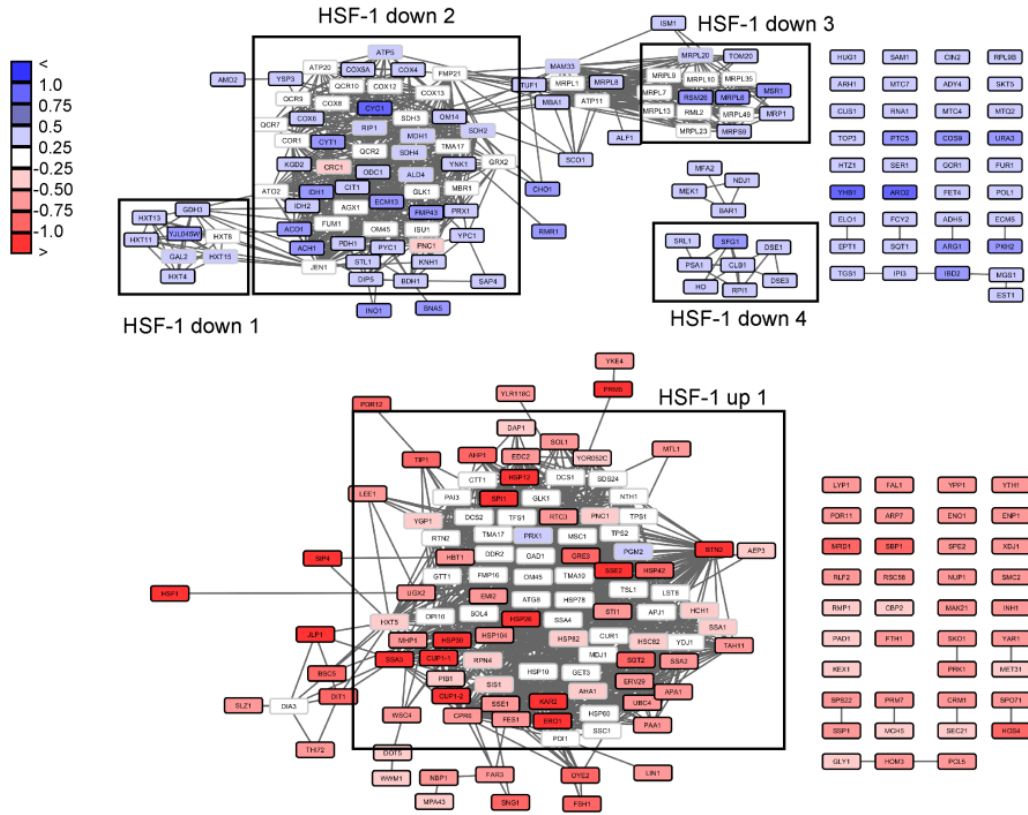 HSF-1 down 2
HSF-1 down 3
<
1.0
0.75
0.5
0.25
-0.25
-0.50
-0.75
-1.0
>
ISM1
ATP5
AMD2
YSP3
ATP20
COX5A
COX4
FMP21
QCR10
COX12
QCR9
COX8
COX13
CYC1
OM14
COX6
QCR7
RIP1
SDH3
MDH1
SDH2
COR1
CYT1
QCR2
SDH4
TMA17
KGD2
CRC1
ODC1
YNK1
GRX2
ALD4
ATO2
IDH1
CIT1
GLK1
MBR1
IDH2
AGX1
ECM13
FMP43
PRX1
FUM1
ISU1
ACO1
OM45
ACH1
PDH1
PYC1
PNC1
YPC1
JEN1
STL1
KNH1
DIP5
BDH1
SAP4
INO1
BNA5
MAM33
TUF1
MRPL1
MRPL8
MBA1
ATP11
SCO1
ALF1
CHO1
RMR1
MRPL20
TOM20
MRPL9
MRPL10
MRPL35
MSR1
MRPL7
RSM26
MRPL6
MRP1
MRPL13
RML2
MRPL49
MRPL23
MRPS9
MFA2
NDJ1
MEK1
BAR1
HXT13
GDH3
HXT11
YJL045W
HXT8
GAL2
HXT15
HXT4
SRL1
SFG1
DSE1
PSA1
CLB1
DSE3
HO
RPI1
HSF-1 down 1
HSF-1 down 4
HUG1
SAM1
CIN2
RPL9B
ARH1
MTC7
ADY4
SKT5
CUS1
RNA1
MTC4
MTQ2
TOP3
PTC5
COS9
URA3
HTZ1
SER1
GOR1
FUR1
YHB1
ARO2
FET4
POL1
ELO1
FCY2
ADH5
ECM5
EPT1
SQT1
ARG1
PKH2
TGS1
IPI3
IBD2
MGS1
EST1
HSF-1 up 1
YKE4
PRM5
YLR118C
PDR12
DAP1
SOL1
MTL1
AHP1
EDC2
YOR052C
TIP1
HSP12
DCS1
SDS24
CTT1
LEE1
PAI3
SPI1
GLK1
NTH1
YGP1
DCS2
TFS1
RTC3
PNC1
TPS1
RTN2
TMA17
PRX1
MSC1
TPS2
BTN2
AEP3
SIP4
HBT1
DDR2
GAD1
GRE3
PGM2
GTT1
FMP16
SSE2
HSP42
HSF1
UGX2
OM45
TMA10
TSL1
LST8
EMI2
ATG8
HSP78
HCH1
DPI10
SOL4
STI1
APJ1
HXT5
HSP26
SSA4
SSA1
JLP1
MHP1
HSP30
HSP104
HSP82
CUR1
HSC82
YDJ1
TAH11
SSA3
CUP1-1
RPN4
MDJ1
SGT2
SSA2
BSC5
PIB1
HSP10
GET3
ERV29
SIS1
DIT1
CUP1-2
AHA1
APA1
SLZ1
DIA3
SSE1
KAR2
UBC4
WSC4
CPR6
FES1
ERO1
HSP60
PAA1
THI72
PDI1
SSC1
DOT5
WWM1
NBP1
FAR3
OYE2
LIN1
MPA43
SNG1
FSH1
LYP1
FAL1
YPP1
YTH1
PDR11
ARP7
ENO1
ENP1
MRD1
SBP1
SPE2
XDJ1
RLF2
RSC58
NUP1
SMC2
RMP1
CBP2
MAK21
INH1
PAD1
FTH1
SKO1
YAR1
KEX1
PRK1
MET31
SPS22
PRM7
CRM1
SPO71
SSP1
MCH5
SEC21
HOS4
GLY1
HOM3
PCL5